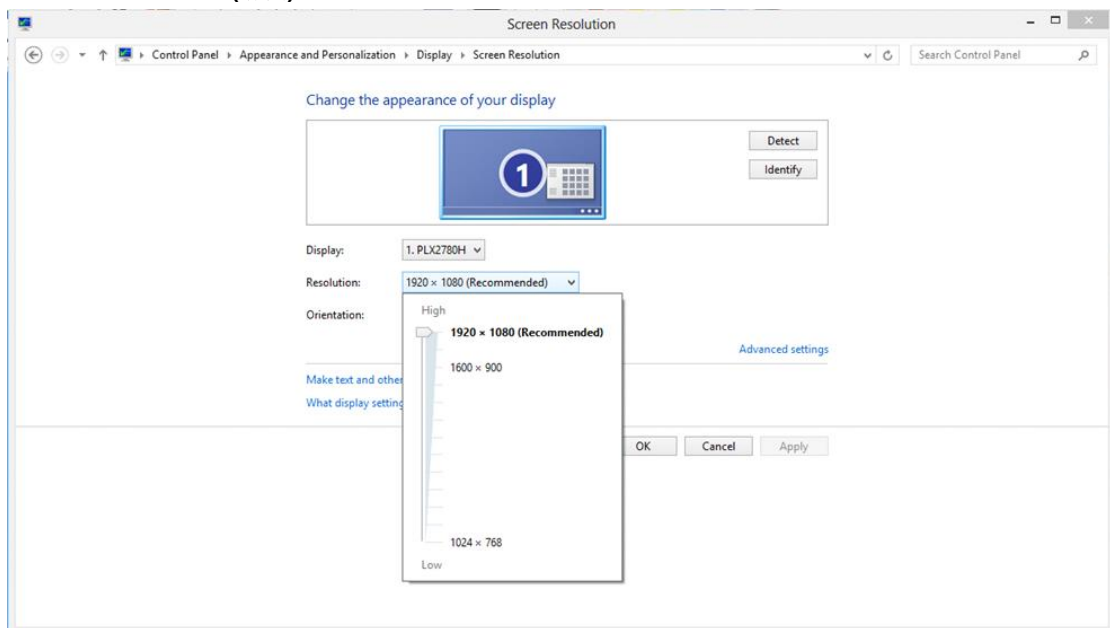 Screen Resolution
Control Panel Appearance and Personalization Display Screen Resolution
Search Control Panel
Change the appearance of your display
1
Detect
Identify
Display: 1. PLX2780H
Resolution: 1920 × 1080 (Recommended)
Orientation:
High
1920 × 1080 (Recommended)
1600 × 900
1024 × 768
Low
Advanced settings
Make text and other
What display setting
OK Cancel Apply